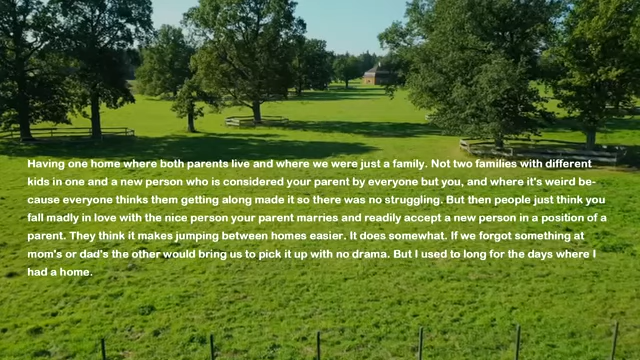 Having one home where both parents live and where we were just a family. Not two families with different
kids in one and a new person who is considered your parent by everyone but you, and where it's weird be-
cause everyone thinks them getting along made it so there was no struggling. But then people just think you
fall madly in love with the nice person your parent marries and readily accept a new person in a position of a
parent. They think it makes jumping between homes easier. It does somewhat. If we forgot something at
mom's or dad's the other would bring us to pick it up with no drama. But I used to long for the days where I
had a home.